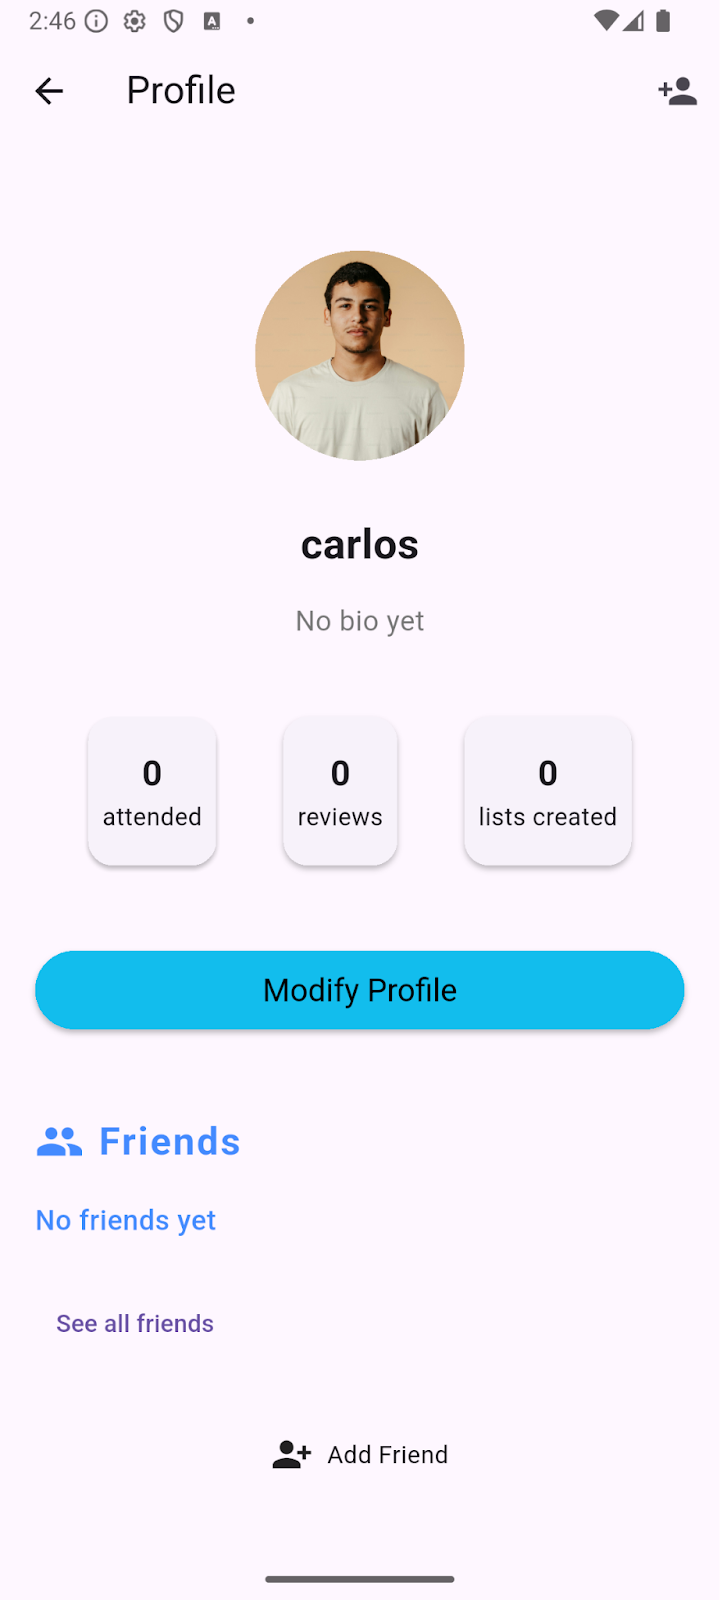 2:46
Profile
carlos
No bio yet
0 0 0
attended reviews lists created
Modify Profile
Friends
No friends yet
See all friends
Add Friend